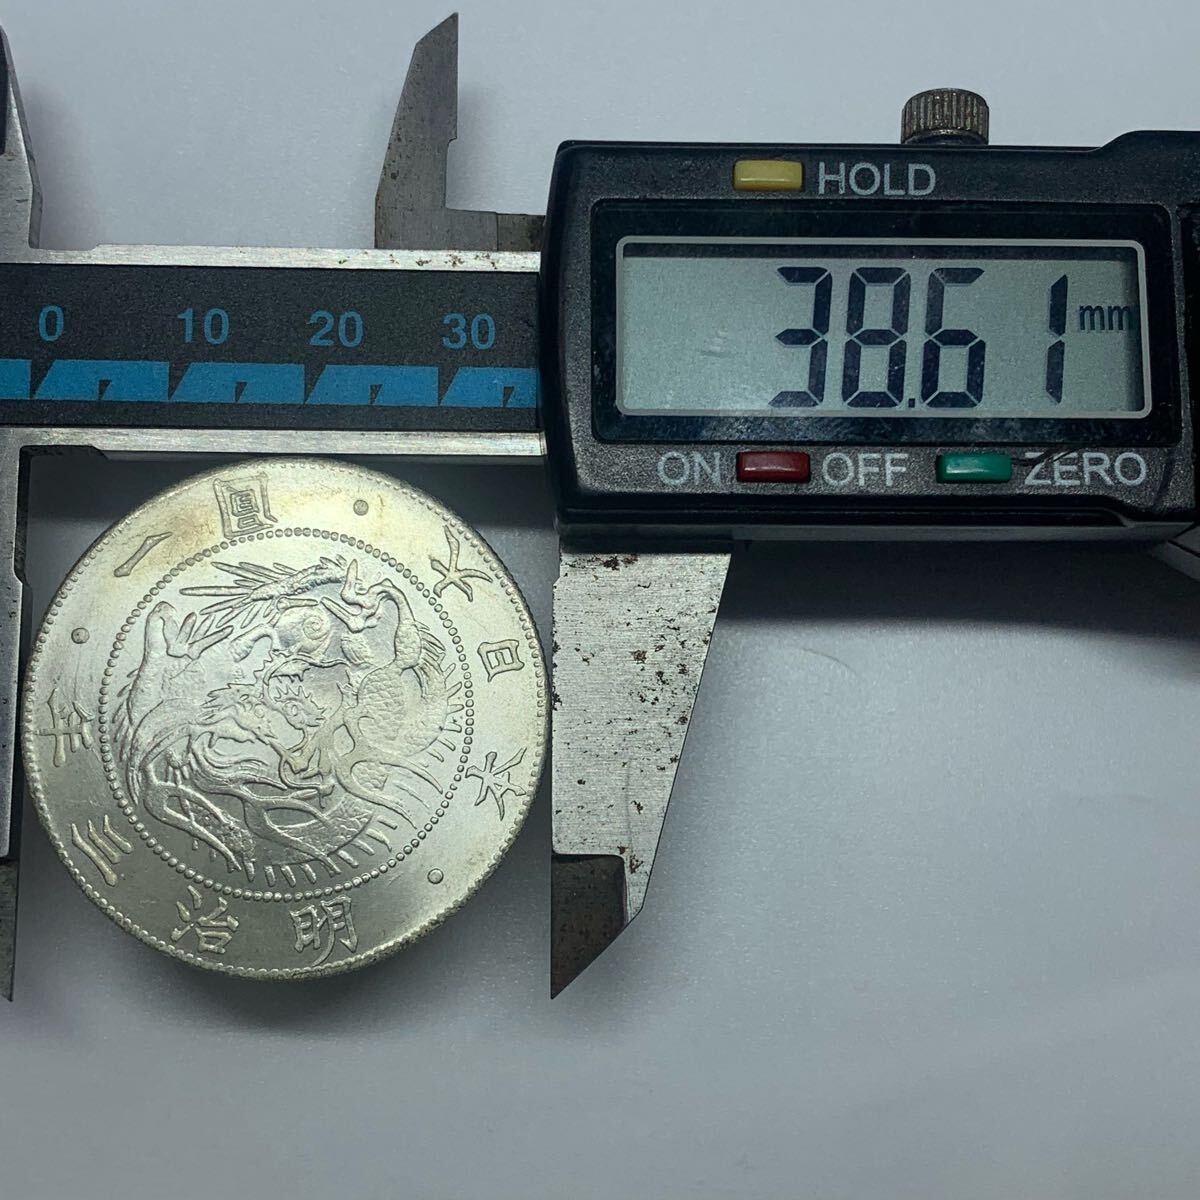 HOLD
38.61 mm
ON OFF ZERO
0 10 20 30
大日本・明治三年・一圓・